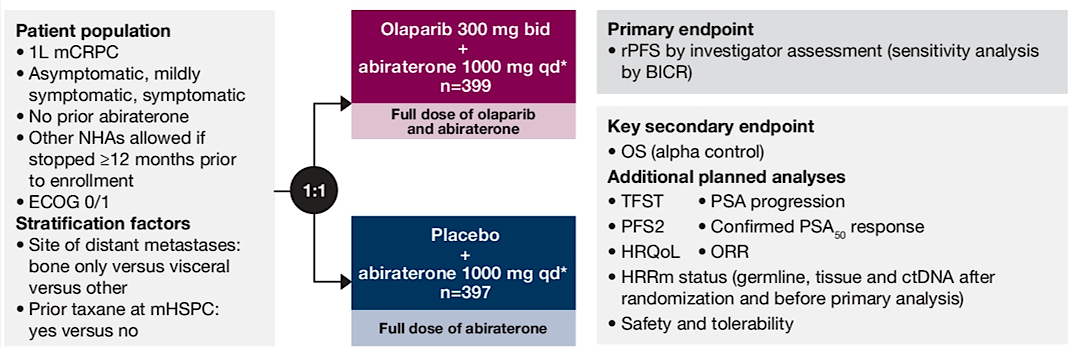 Patient population
• 1L mCRPC
• Asymptomatic, mildly
symptomatic, symptomatic
• No prior abiraterone
• Other NHAs allowed if
stopped ≥12 months prior
to enrollment
• ECOG 0/1
Stratification factors
• Site of distant metastases:
bone only versus visceral
versus other
• Prior taxane at mHSPC:
yes versus no
1:1
Olaparib 300 mg bid
+
abiraterone 1000 mg qd*
n=399
Full dose of olaparib
and abiraterone
Placebo
+
abiraterone 1000 mg qd*
n=397
Full dose of abiraterone
Primary endpoint
• rPFS by investigator assessment (sensitivity analysis
by BICR)
Key secondary endpoint
• OS (alpha control)
Additional planned analyses
• TFST • PSA progression
• PFS2 • Confirmed PSA50 response
• HRQoL • ORR
• HRRm status (germline, tissue and ctDNA after
randomization and before primary analysis)
• Safety and tolerability